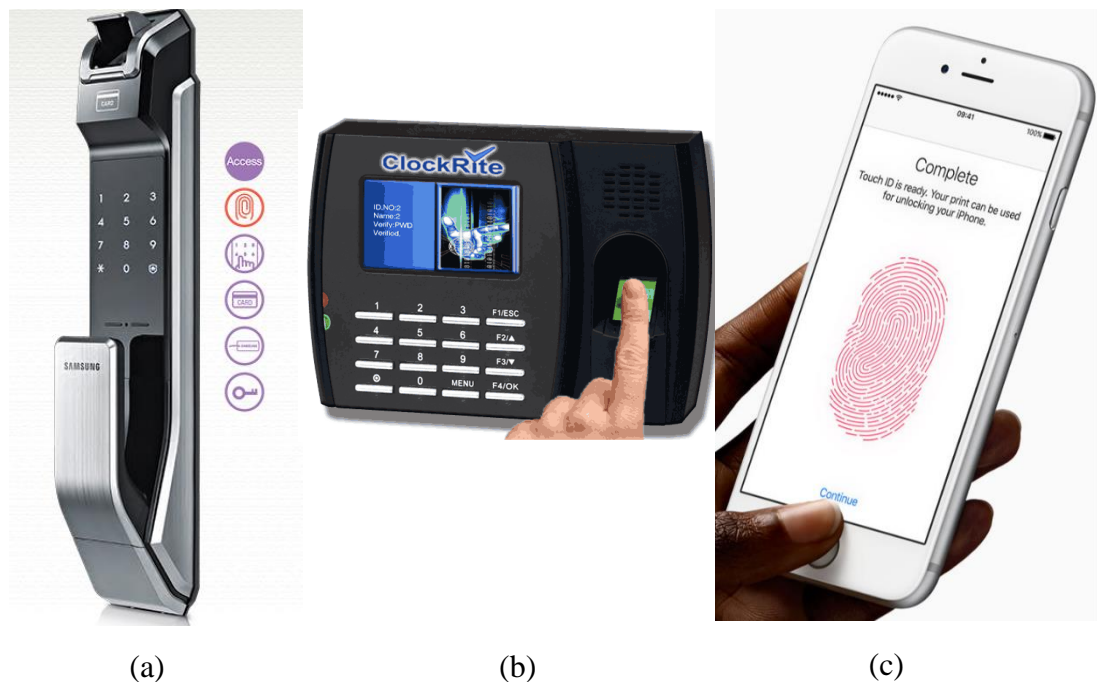 CARD
1 2 3
4 5 6
7 8 9
* 0
SAMSUNG
Access
CARD
SAMSUNG
ClockRite
ID.NO:2
Name:2
Verify:PWD
Verified.
1 2 3 F1/ESC
4 5 6 F2/▲
7 8 9 F3/▼
0 MENU F4/OK
09:41
100%
Complete
Touch ID is ready. Your print can be used
for unlocking your iPhone.
Continue
(a)
(b)
(c)